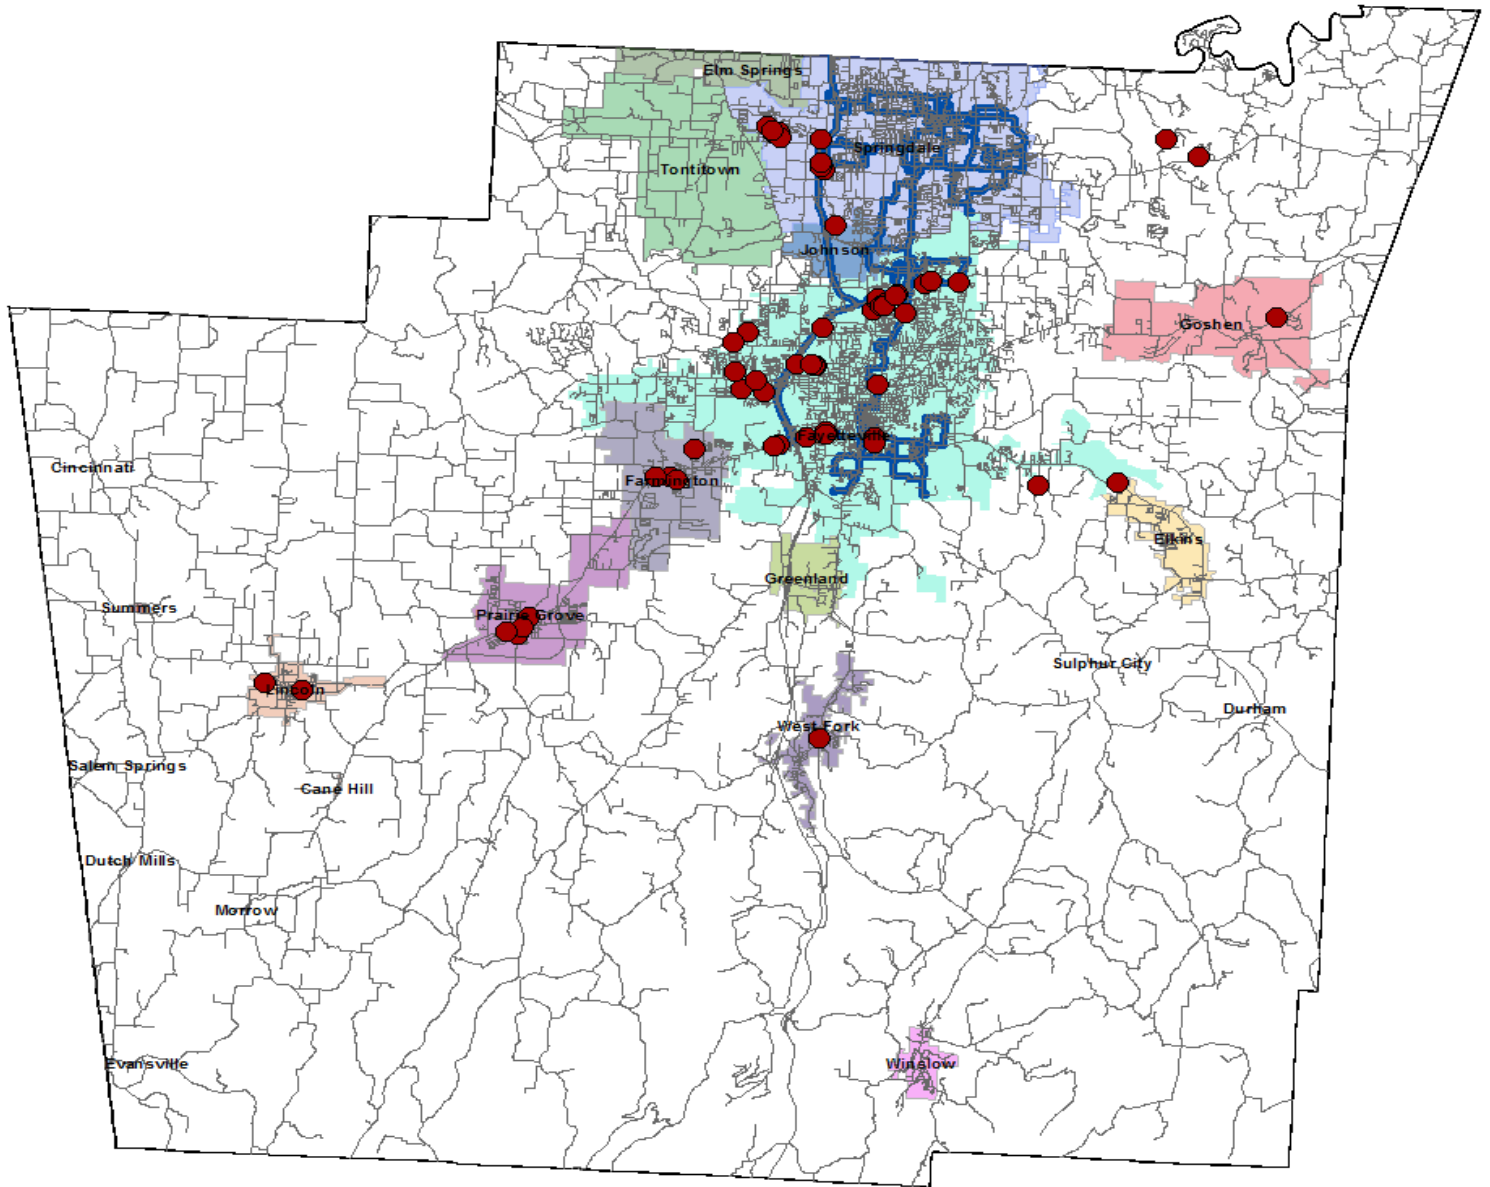 Elm Springs
Springdale
Tontitown
Johnson
Goshen
Fayetteville
Cincinnati
Farmington
Elkins
Greenland
Summers
Prairie Grove
Sulphur City
Lincoln
Durham
West Fork
Salem Springs
Cane Hill
Dutch Mills
Morrow
Evansville
Winslow